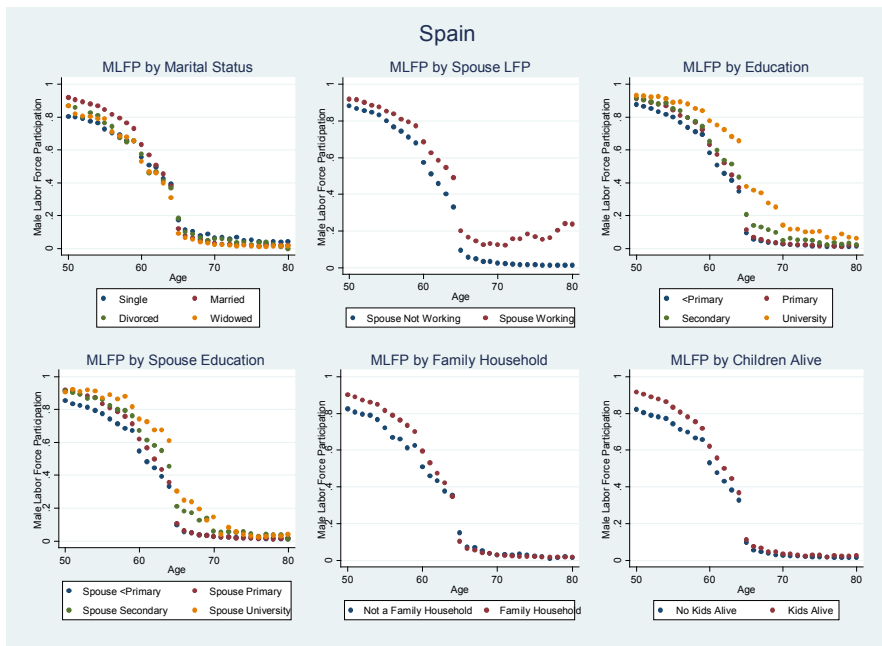 Spain
MLFP by Marital Status
Male Labor Force Participation
0 .2 .4 .6 .8 1
50 60 70 80
Age
Single Married
Divorced Widowed
MLFP by Spouse LFP
Male Labor Force Participation
0 .2 .4 .6 .8 1
50 60 70 80
Age
Spouse Not Working Spouse Working
MLFP by Education
Male Labor Force Participation
0 .2 .4 .6 .8 1
50 60 70 80
Age
<Primary Primary
Secondary University
MLFP by Spouse Education
Male Labor Force Participation
0 .2 .4 .6 .8 1
50 60 70 80
Age
Spouse <Primary Spouse Primary
Spouse Secondary Spouse University
MLFP by Family Household
Male Labor Force Participation
0 .2 .4 .6 .8 1
50 60 70 80
Age
Not a Family Household Family Household
MLFP by Children Alive
Male Labor Force Participation
0 .2 .4 .6 .8 1
50 60 70 80
Age
No Kids Alive Kids Alive